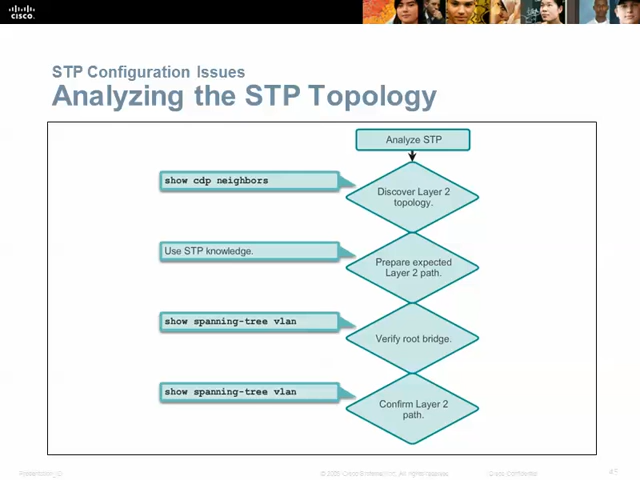 CISCO
STP Configuration Issues
Analyzing the STP Topology
Analyze STP
show cdp neighbors
Discover Layer 2
topology.
Use STP knowledge.
Prepare expected
Layer 2 path.
show spanning-tree vlan
Verify root bridge.
show spanning-tree vlan
Confirm Layer 2
path.
Presentation_ID
Cisco Systems, Inc. All rights reserved.
Cisco Confidential